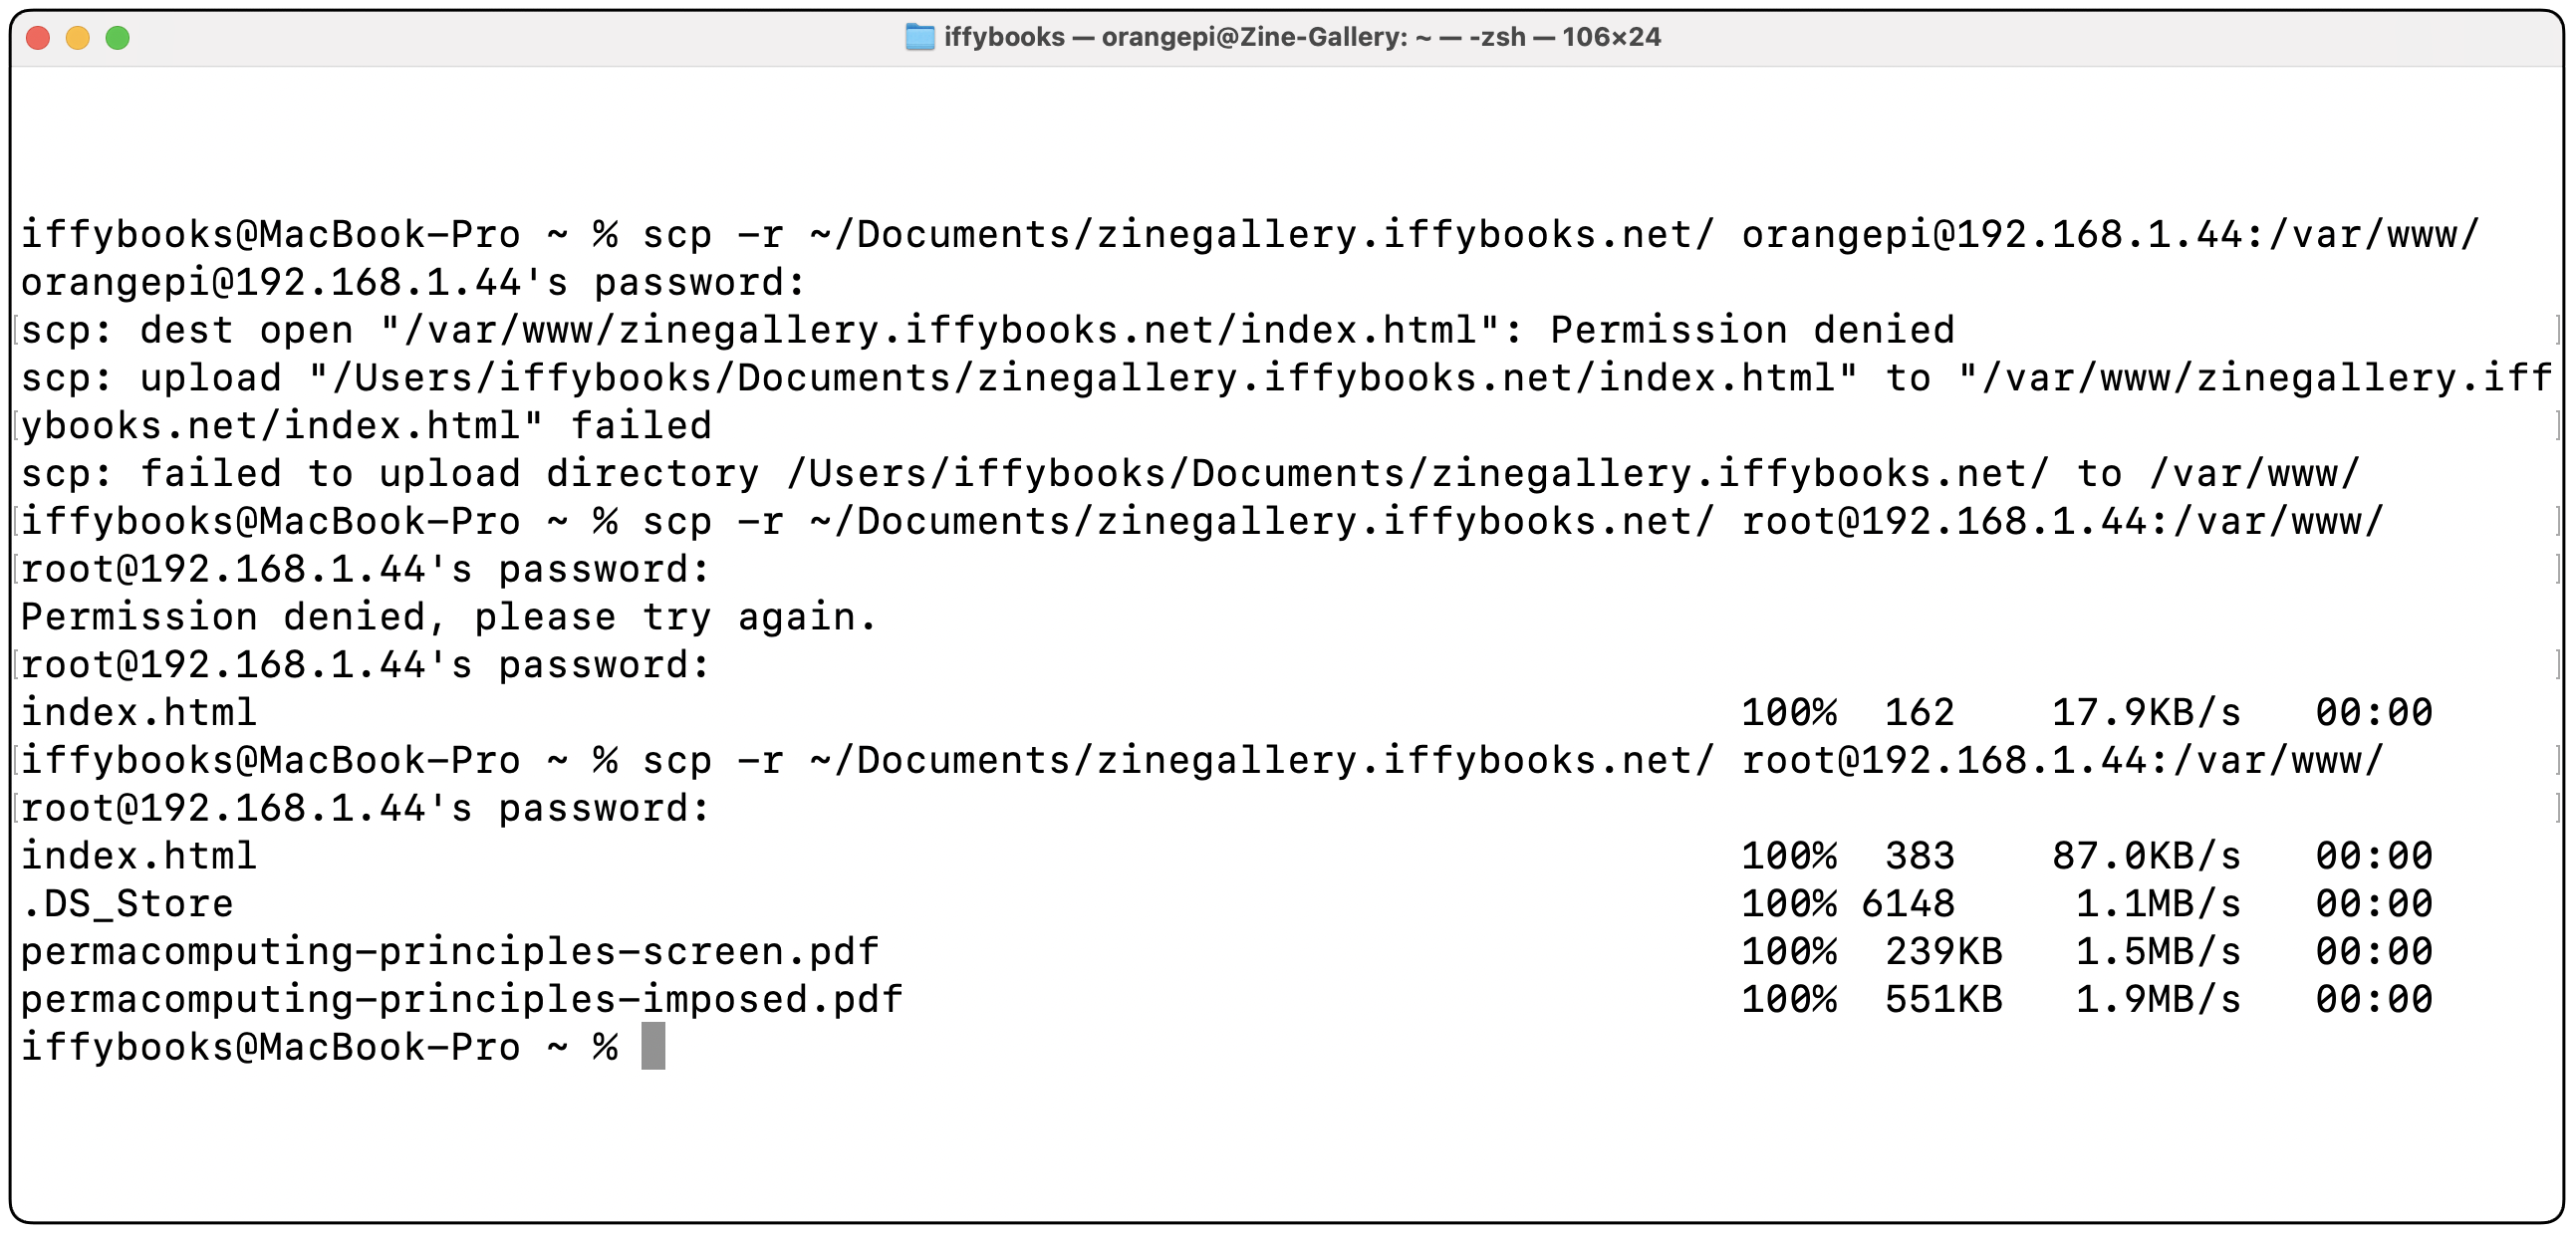 iffybooks — orangepi@Zine-Gallery: ~ — -zsh — 106×24
iffybooks@MacBook-Pro ~ % scp -r ~/Documents/zinegallery.iffybooks.net/ orangepi@192.168.1.44:/var/www/
orangepi@192.168.1.44's password:
scp: dest open "/var/www/zinegallery.iffybooks.net/index.html": Permission denied
scp: upload "/Users/iffybooks/Documents/zinegallery.iffybooks.net/index.html" to "/var/www/zinegallery.iff
ybooks.net/index.html" failed
scp: failed to upload directory /Users/iffybooks/Documents/zinegallery.iffybooks.net/ to /var/www/
iffybooks@MacBook-Pro ~ % scp -r ~/Documents/zinegallery.iffybooks.net/ root@192.168.1.44:/var/www/
root@192.168.1.44's password:
Permission denied, please try again.
root@192.168.1.44's password:
index.html 100% 162 17.9KB/s 00:00
iffybooks@MacBook-Pro ~ % scp -r ~/Documents/zinegallery.iffybooks.net/ root@192.168.1.44:/var/www/
root@192.168.1.44's password:
index.html 100% 383 87.0KB/s 00:00
.DS_Store 100% 6148 1.1MB/s 00:00
permacomputing-principles-screen.pdf 100% 239KB 1.5MB/s 00:00
permacomputing-principles-imposed.pdf 100% 551KB 1.9MB/s 00:00
iffybooks@MacBook-Pro ~ %